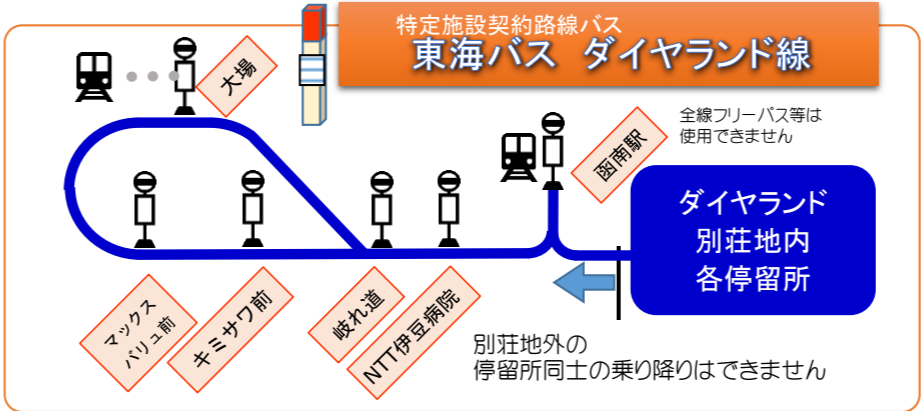 特定施設契約路線バス
東海バス ダイヤランド線
大場
全線フリーパス等は
使用できません
函南駅
ダイヤランド
別荘地内
各停留所
マックス
バリュ前
キミサワ前
岐れ道
NTT伊豆病院
別荘地外の
停留所同士の乗り降りはできません